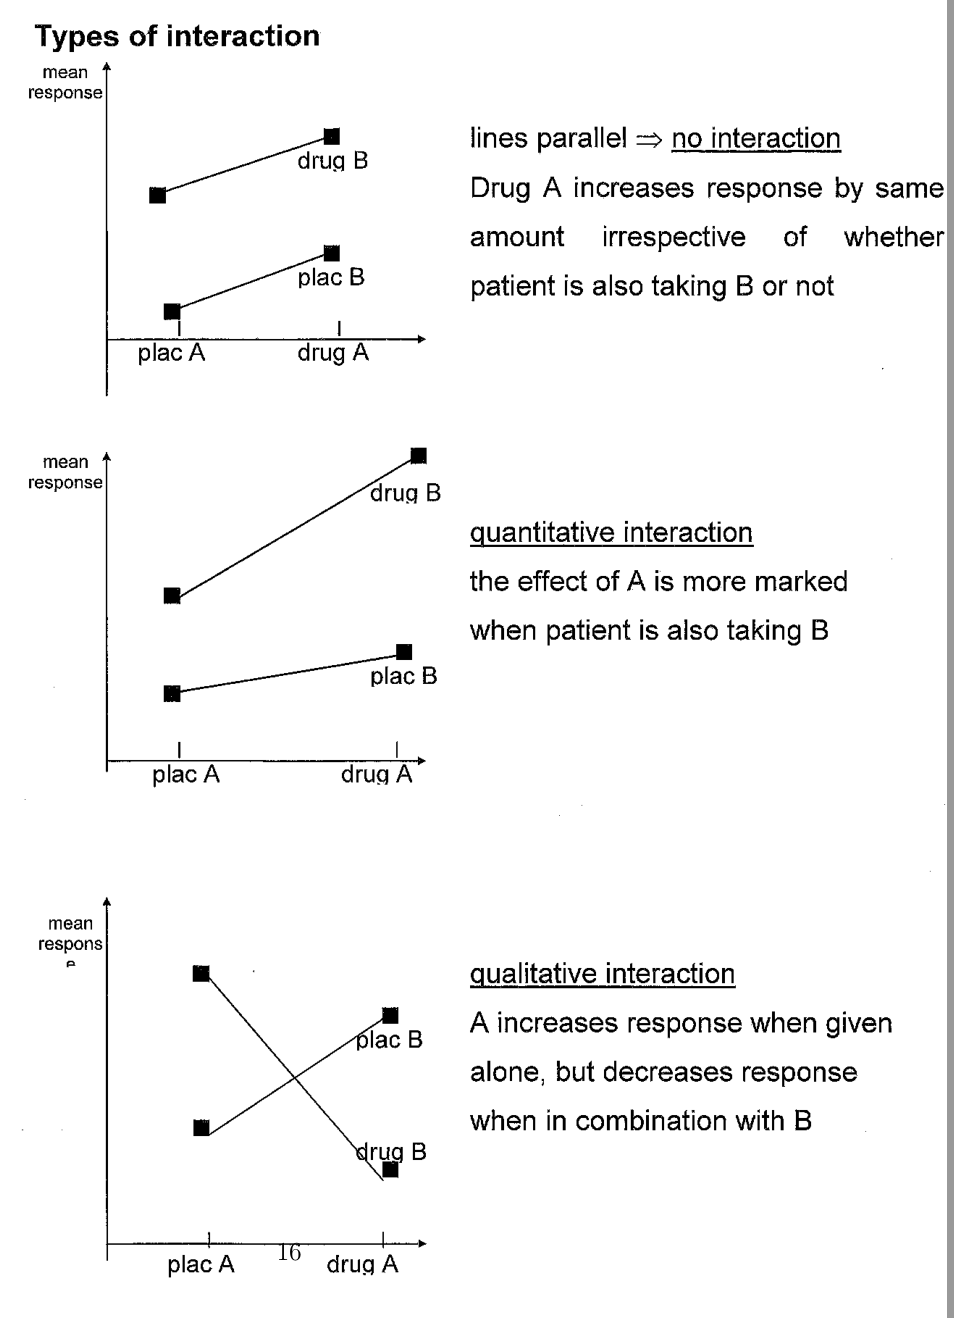 Types of interaction
mean
response
drug B
plac B
plac A
drug A
lines parallel ⇒ no interaction
Drug A increases response by same
amount irrespective of whether
patient is also taking B or not
mean
response
drug B
plac B
plac A
drug A
quantitative interaction
the effect of A is more marked
when patient is also taking B
mean
respons
e
plac B
drug B
plac A
drug A
qualitative interaction
A increases response when given
alone, but decreases response
when in combination with B
16